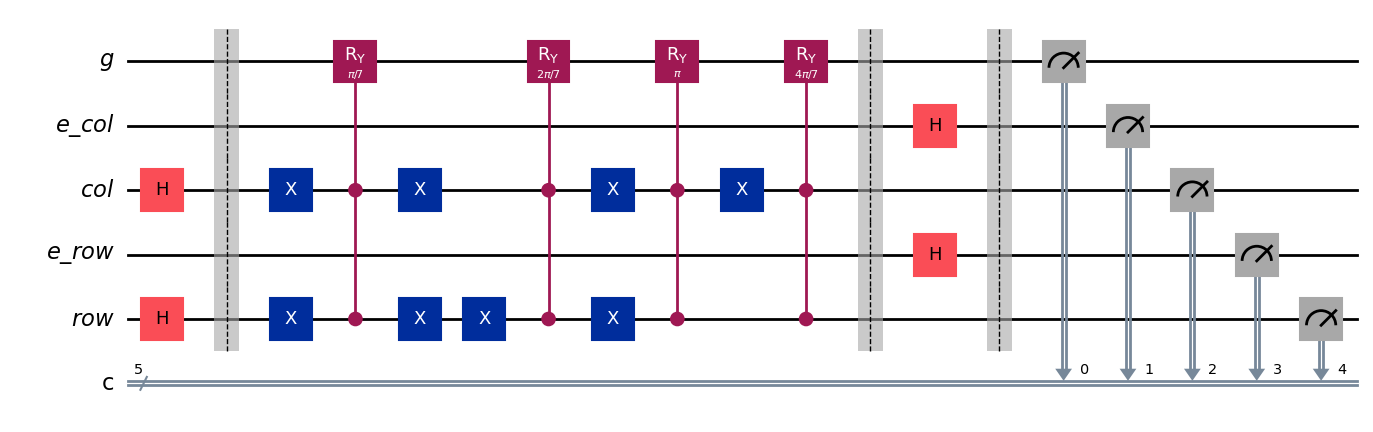 g R_Y π/7 R_Y 2π/7 R_Y π R_Y 4π/7
e_col H
col H X X X X
e_row H
row H X X X X
c 5 0 1 2 3 4